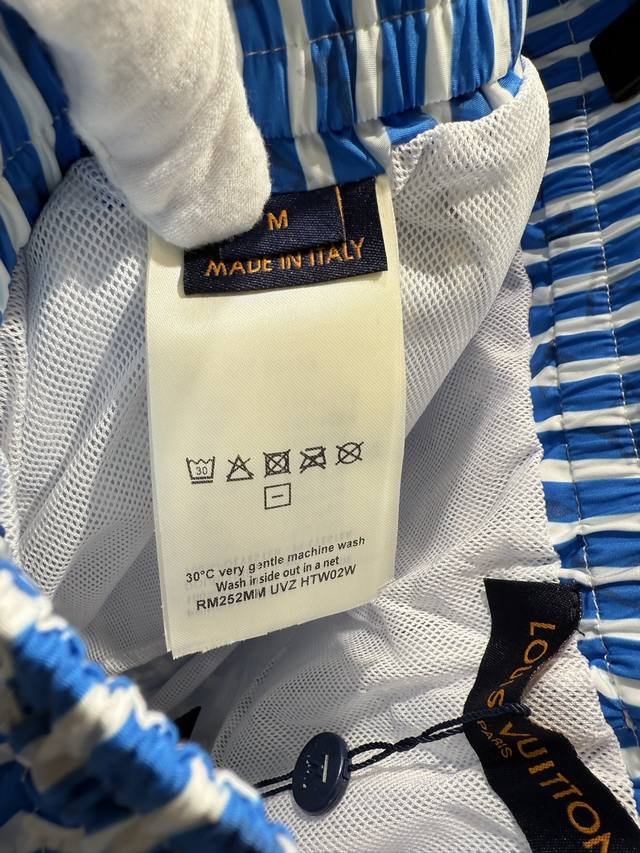 M
MADE IN ITALY
30
30°C very gentle machine wash
Wash inside out in a net
RM252MM UVZ HTW02W
LOUIS VUITTON
PARIS